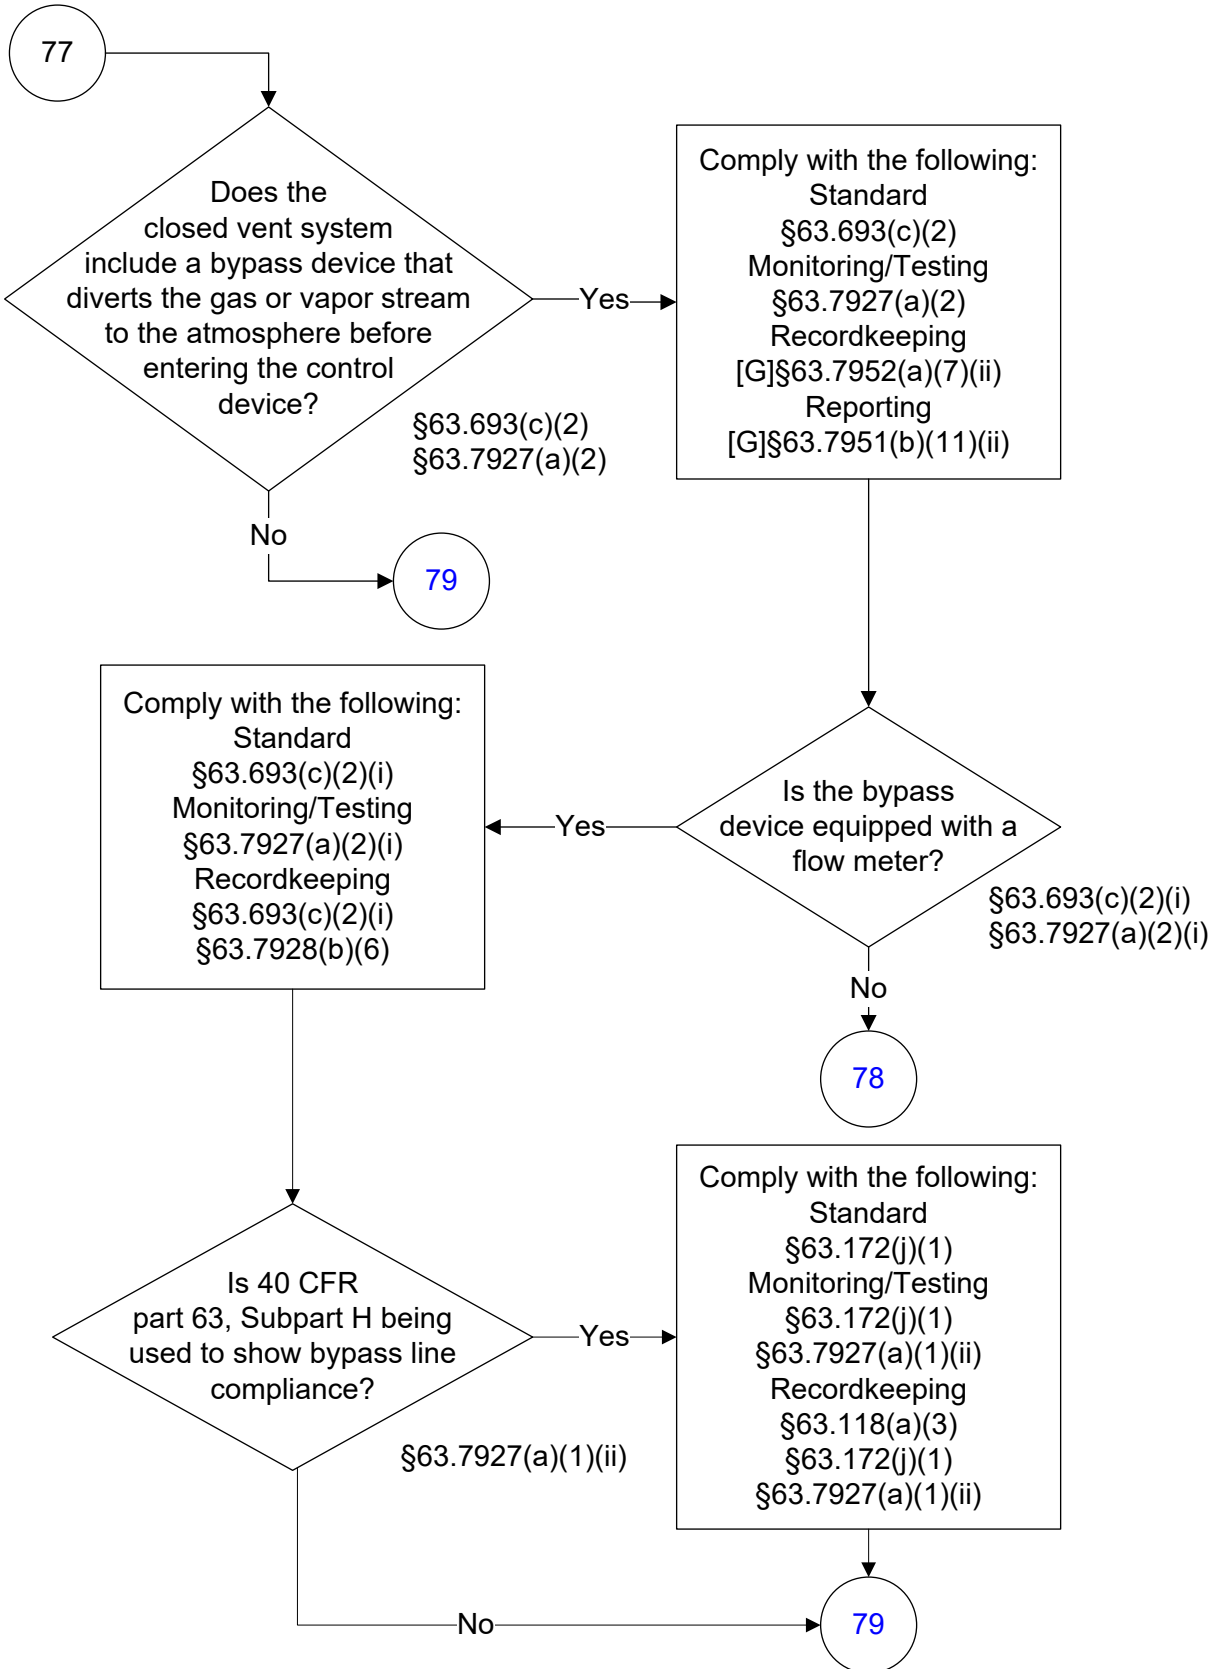 77
Does the
closed vent system
include a bypass device that
diverts the gas or vapor stream
to the atmosphere before
entering the control
device?
§63.693(c)(2)
§63.7927(a)(2)
Yes
No
79
Comply with the following:
Standard
§63.693(c)(2)
Monitoring/Testing
§63.7927(a)(2)
Recordkeeping
[G]§63.7952(a)(7)(ii)
Reporting
[G]§63.7951(b)(11)(ii)
Is the bypass
device equipped with a
flow meter?
§63.693(c)(2)(i)
§63.7927(a)(2)(i)
Yes
No
78
Comply with the following:
Standard
§63.693(c)(2)(i)
Monitoring/Testing
§63.7927(a)(2)(i)
Recordkeeping
§63.693(c)(2)(i)
§63.7928(b)(6)
Is 40 CFR
part 63, Subpart H being
used to show bypass line
compliance?
§63.7927(a)(1)(ii)
Yes
Comply with the following:
Standard
§63.172(j)(1)
Monitoring/Testing
§63.172(j)(1)
§63.7927(a)(1)(ii)
Recordkeeping
§63.118(a)(3)
§63.172(j)(1)
§63.7927(a)(1)(ii)
No
79